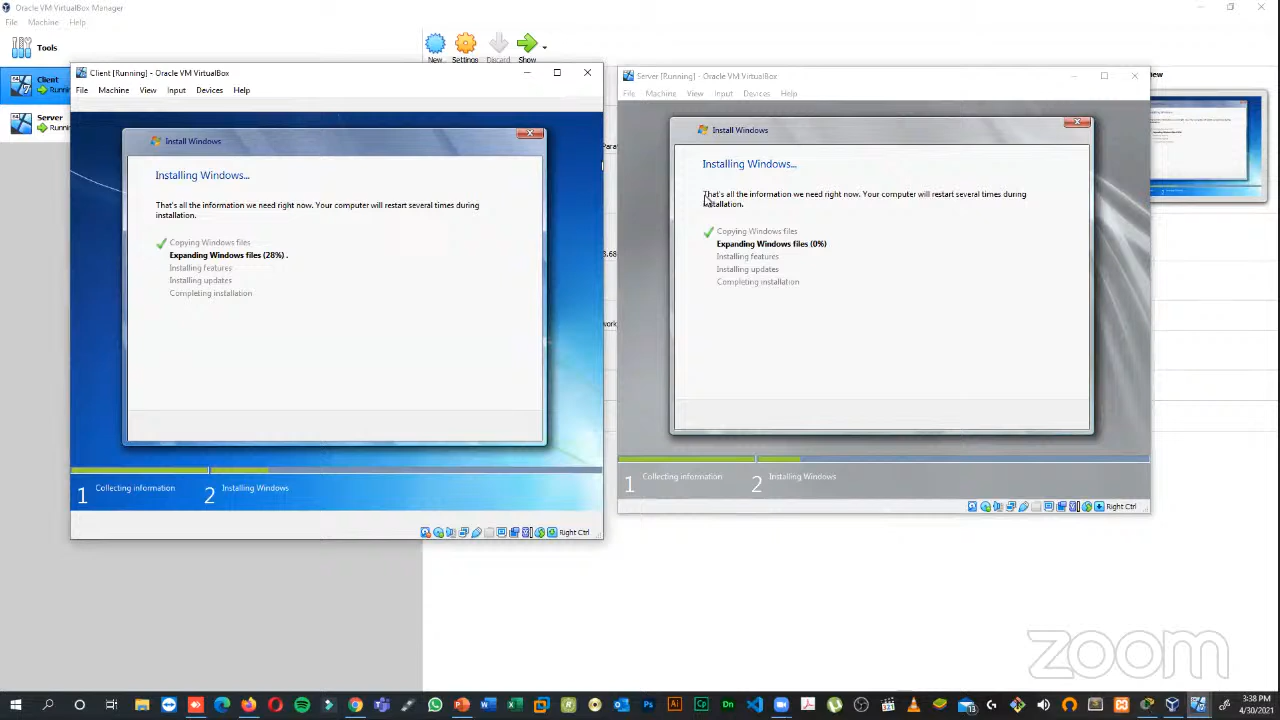 Oracle VM VirtualBox Manager
File Machine Help
Tools
New Settings Discard Show
Client
Server
Client [Running] - Oracle VM VirtualBox
File Machine View Input Devices Help
Install Windows
Installing Windows...
That's all the information we need right now. Your computer will restart several times during
installation.
Copying Windows files
Expanding Windows files (28%) .
Installing features
Installing updates
Completing installation
1 Collecting information 2 Installing Windows
Right Ctrl
Server [Running] - Oracle VM VirtualBox
File Machine View Input Devices Help
Install Windows
Installing Windows...
That's all the information we need right now. Your computer will restart several times during
installation.
Copying Windows files
Expanding Windows files (0%)
Installing features
Installing updates
Completing installation
1 Collecting information 2 Installing Windows
Right Ctrl
zoom
3:38 PM
4/30/2021